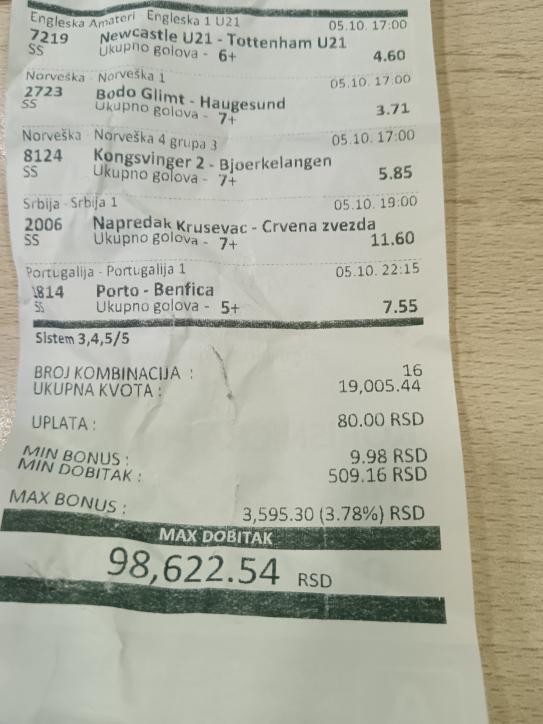 Engleska Amateri - Engleska 1 U21 05.10. 17:00
7219 Newcastle U21 - Tottenham U21
SS Ukupno golova - 6+ 4.60
Norveška - Norveška 1 05.10. 17:00
2723 Bodo Glimt - Haugesund
SS Ukupno golova - 7+ 3.71
Norveška - Norveška 4 grupa 3 05.10. 17:00
8124 Kongsvinger 2 - Bjoerkelangen
SS Ukupno golova - 7+ 5.85
Srbija - Srbija 1 05.10. 19:00
2006 Napredak Krusevac - Crvena zvezda
SS Ukupno golova - 7+ 11.60
Portugalija - Portugalija 1 05.10. 22:15
1814 Porto - Benfica
SS Ukupno golova - 5+ 7.55
Sistem 3,4,5/5
BROJ KOMBINACIJA : 16
UKUPNA KVOTA : 19,005.44
UPLATA : 80.00 RSD
MIN BONUS : 9.98 RSD
MIN DOBITAK : 509.16 RSD
MAX BONUS : 3,595.30 (3.78%) RSD
MAX DOBITAK
98,622.54 RSD